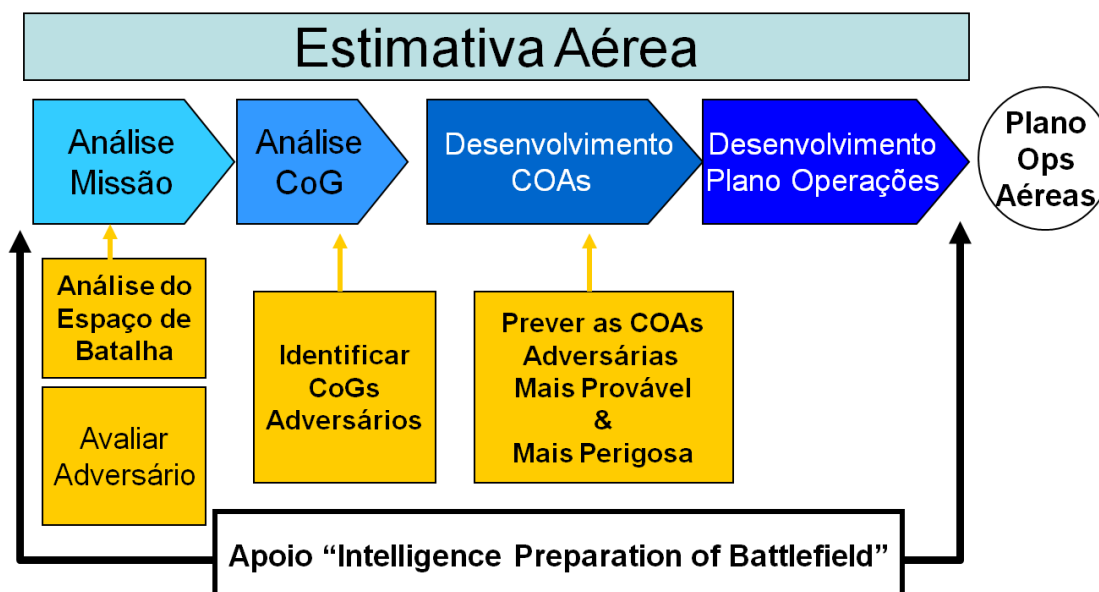 Estimativa Aérea
Análise
Missão
Análise
CoG
Desenvolvimento
COAs
Desenvolvimento
Plano Operações
Plano
Ops
Aéreas
Análise do
Espaço de
Batalha
Avaliar
Adversário
Identificar
CoGs
Adversários
Prever as COAs
Adversárias
Mais Provável
&
Mais Perigosa
Apoio “Intelligence Preparation of Battlefield”